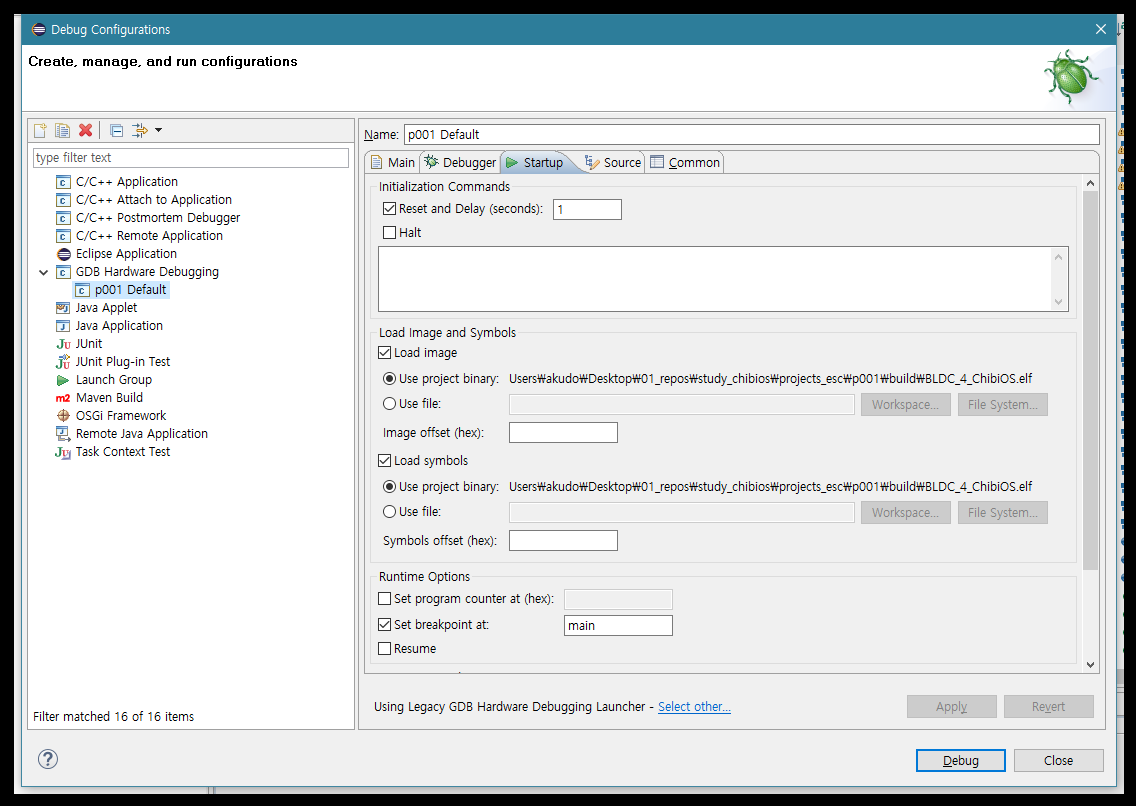 Debug Configurations
Create, manage, and run configurations
type filter text
C/C++ Application
C/C++ Attach to Application
C/C++ Postmortem Debugger
C/C++ Remote Application
Eclipse Application
GDB Hardware Debugging
p001 Default
Java Applet
Java Application
JUnit
JUnit Plug-in Test
Launch Group
Maven Build
OSGi Framework
Remote Java Application
Task Context Test
Filter matched 16 of 16 items
Name: p001 Default
Main Debugger Startup Source Common
Initialization Commands
Reset and Delay (seconds): 1
Halt
Load Image and Symbols
Load image
Use project binary: Users₩akudo₩Desktop₩01_repos₩study_chibios₩projects_esc₩p001₩build₩BLDC_4_ChibiOS.elf
Use file: Workspace... File System...
Image offset (hex):
Load symbols
Use project binary: Users₩akudo₩Desktop₩01_repos₩study_chibios₩projects_esc₩p001₩build₩BLDC_4_ChibiOS.elf
Use file: Workspace... File System...
Symbols offset (hex):
Runtime Options
Set program counter at (hex):
Set breakpoint at: main
Resume
Using Legacy GDB Hardware Debugging Launcher - Select other...
Apply Revert
Debug Close